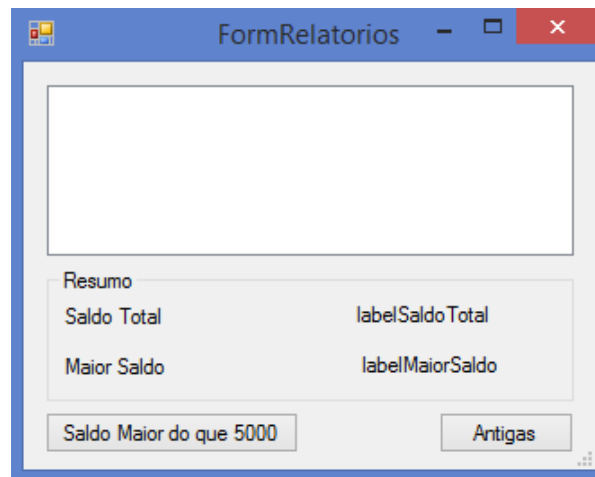 FormRelatorios
Resumo
Saldo Total labelSaldoTotal
Maior Saldo labelMaiorSaldo
Saldo Maior do que 5000 Antigas